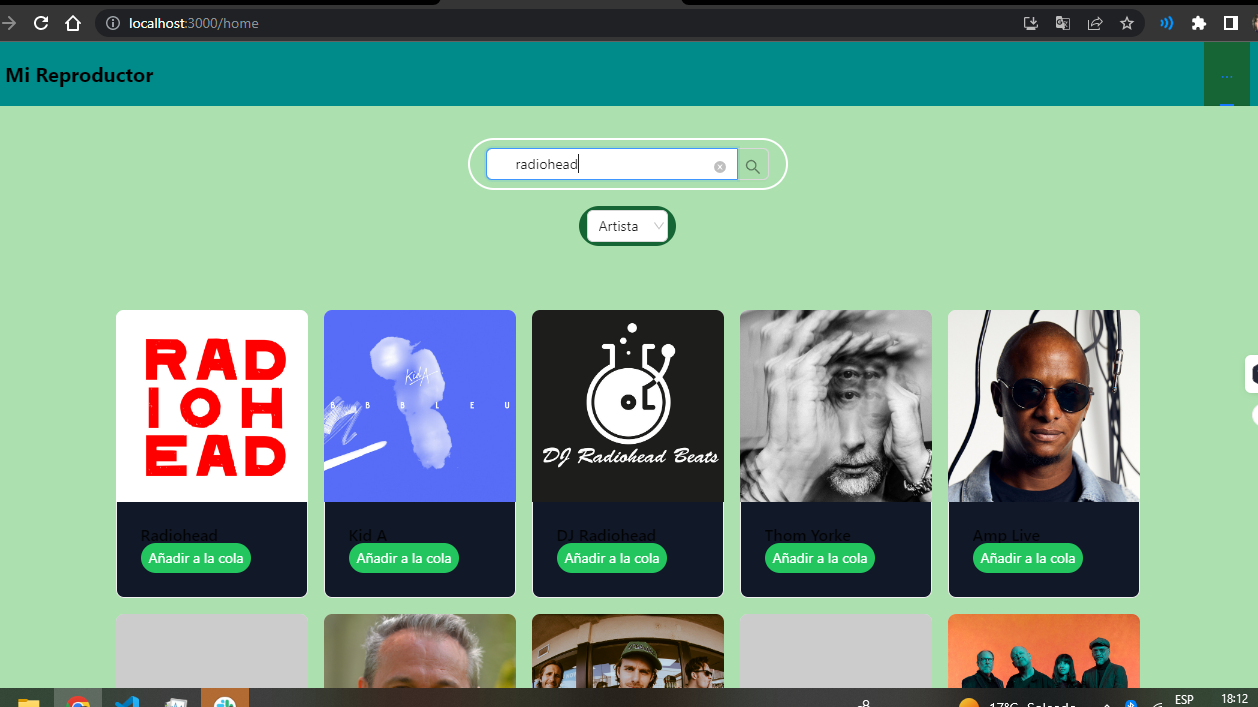 localhost:3000/home
Mi Reproductor
...
radiohead
Artista
RAD
IOH
EAD
Kid A
B B L E U
DJ Radiohead Beats
Radiohead
Kid A
DJ Radiohead
Thom Yorke
Amp Live
Añadir a la cola
Añadir a la cola
Añadir a la cola
Añadir a la cola
Añadir a la cola
17°C Soleado
ESP
18:12